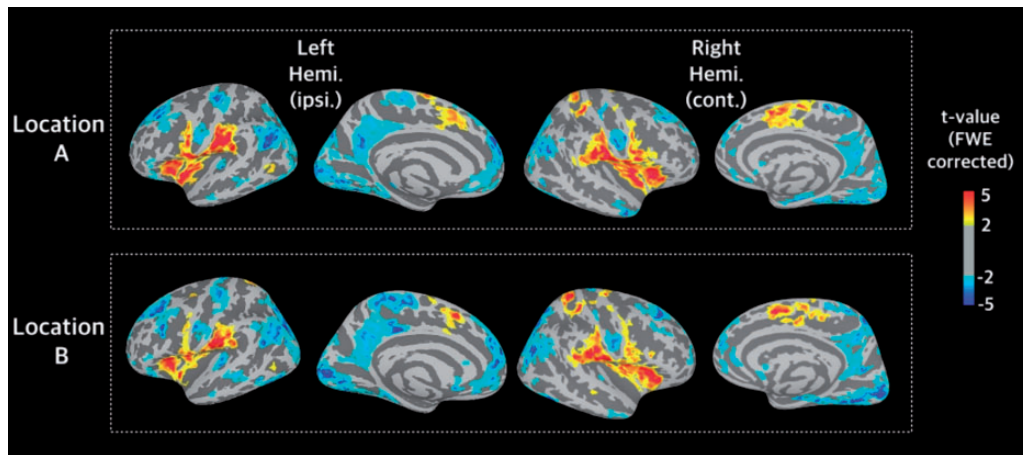 Left
Hemi.
(ipsi.)
Right
Hemi.
(cont.)
Location
A
t-value
(FWE
corrected)
5
2
-2
-5
Location
B